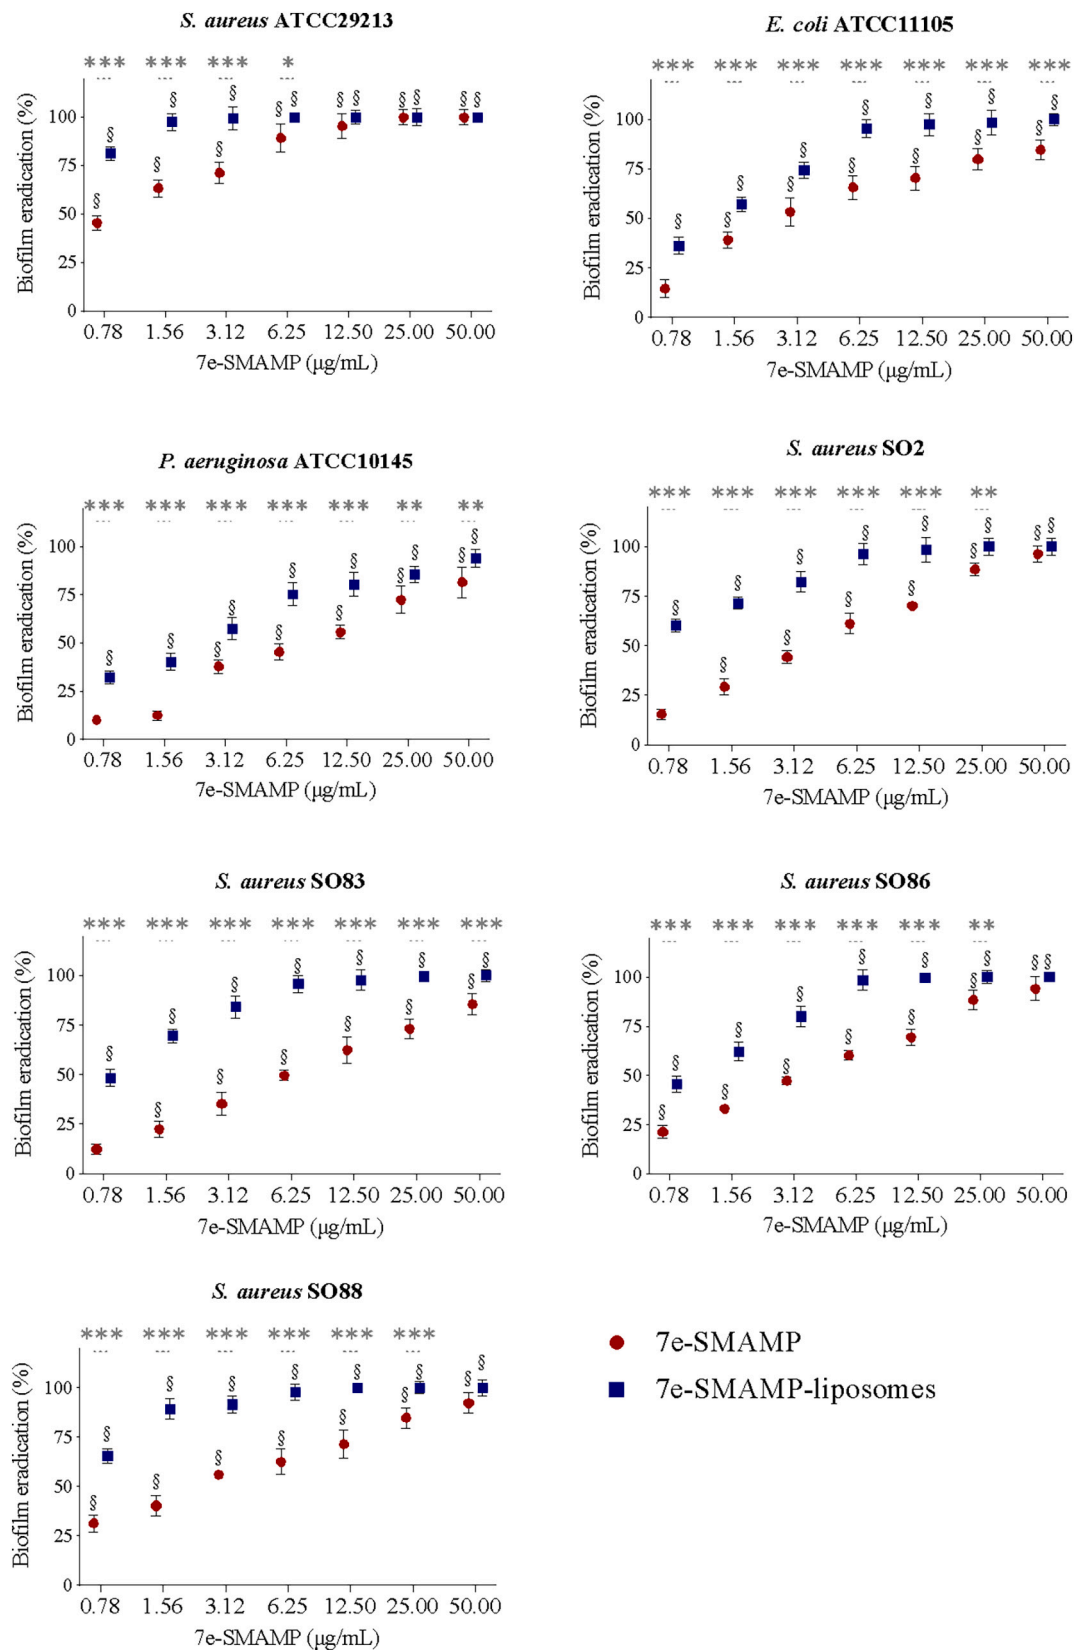 S. aureus ATCC29213
*** *** *** *
Biofilm eradication (%)
100
75
50
25
0
§ § § § § § § § § § § § § §
0.78 1.56 3.12 6.25 12.50 25.00 50.00
7e-SMAMP (μg/mL)
E. coli ATCC11105
*** *** *** *** *** *** ***
Biofilm eradication (%)
100
75
50
25
0
§ § § § § § § § § § § § §
0.78 1.56 3.12 6.25 12.50 25.00 50.00
7e-SMAMP (μg/mL)
P. aeruginosa ATCC10145
*** *** *** *** *** ** **
Biofilm eradication (%)
100
75
50
25
0
§ § § § § § § § § § § §
0.78 1.56 3.12 6.25 12.50 25.00 50.00
7e-SMAMP (μg/mL)
S. aureus SO2
*** *** *** *** *** **
Biofilm eradication (%)
100
75
50
25
0
§ § § § § § § § § § § § §
0.78 1.56 3.12 6.25 12.50 25.00 50.00
7e-SMAMP (μg/mL)
S. aureus SO83
*** *** *** *** *** *** ***
Biofilm eradication (%)
100
75
50
25
0
§ § § § § § § § § § § § §
0.78 1.56 3.12 6.25 12.50 25.00 50.00
7e-SMAMP (μg/mL)
S. aureus SO86
*** *** *** *** *** **
Biofilm eradication (%)
100
75
50
25
0
§ § § § § § § § § § § § § §
0.78 1.56 3.12 6.25 12.50 25.00 50.00
7e-SMAMP (μg/mL)
S. aureus SO88
*** *** *** *** *** ***
Biofilm eradication (%)
100
75
50
25
0
§ § § § § § § § § § § § § §
0.78 1.56 3.12 6.25 12.50 25.00 50.00
7e-SMAMP (μg/mL)
7e-SMAMP
7e-SMAMP-liposomes